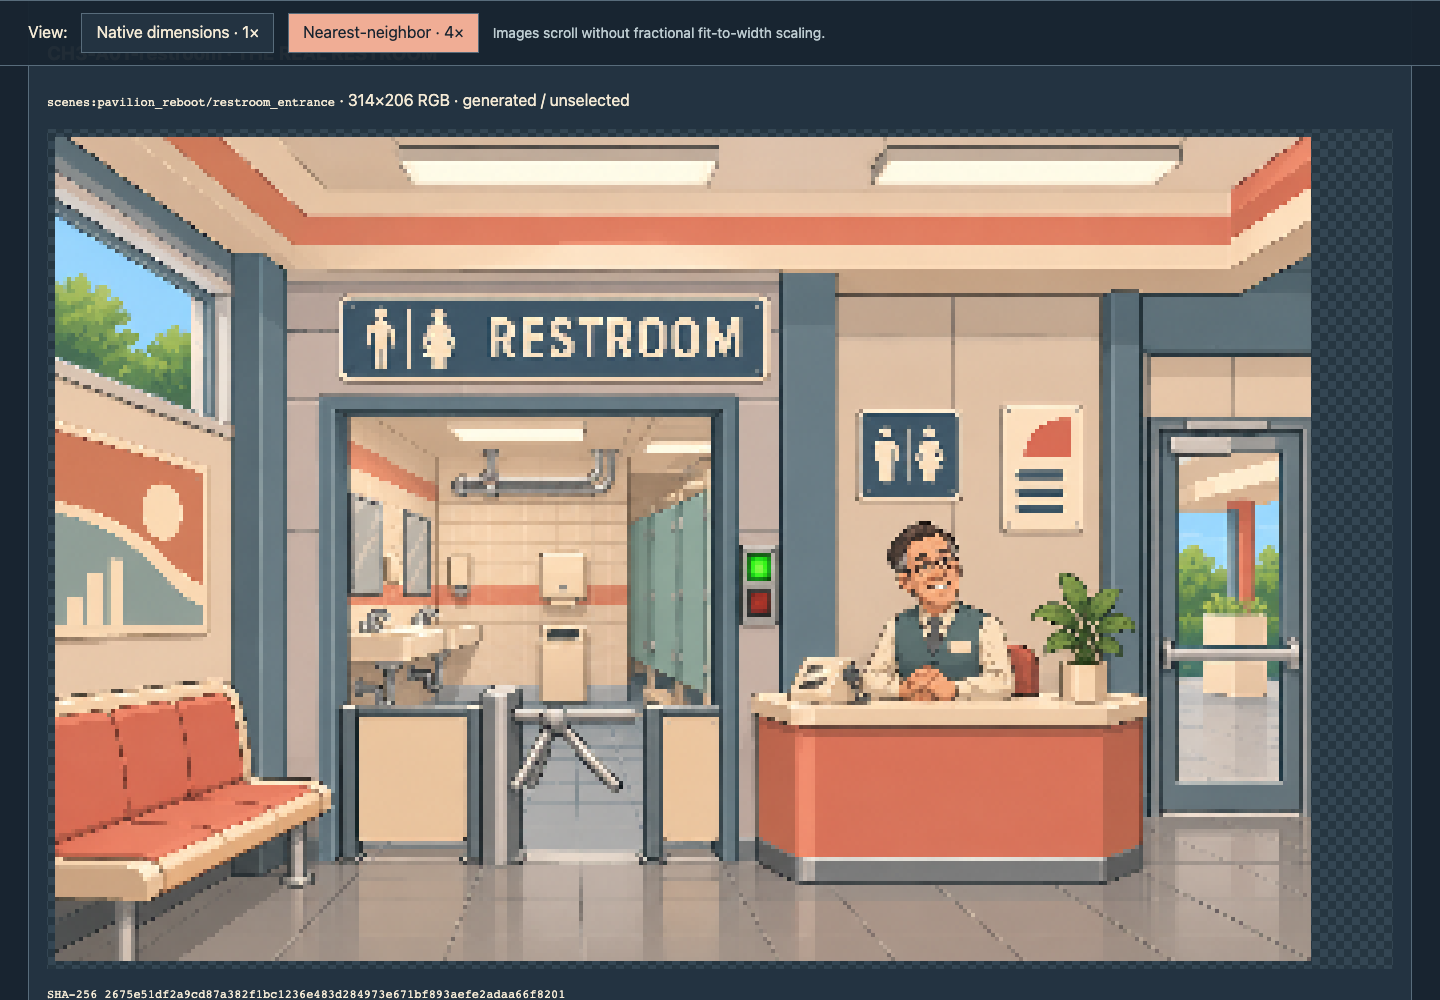 View:
Native dimensions · 1×
Nearest-neighbor · 4×
Images scroll without fractional fit-to-width scaling.
scenes:pavilion_reboot/restroom_entrance · 314×206 RGB · generated / unselected
RESTROOM
SHA-256 2675e51df2a9cd87a382f1bc1236e483d284973e671bf893aefe2adaa66f8201